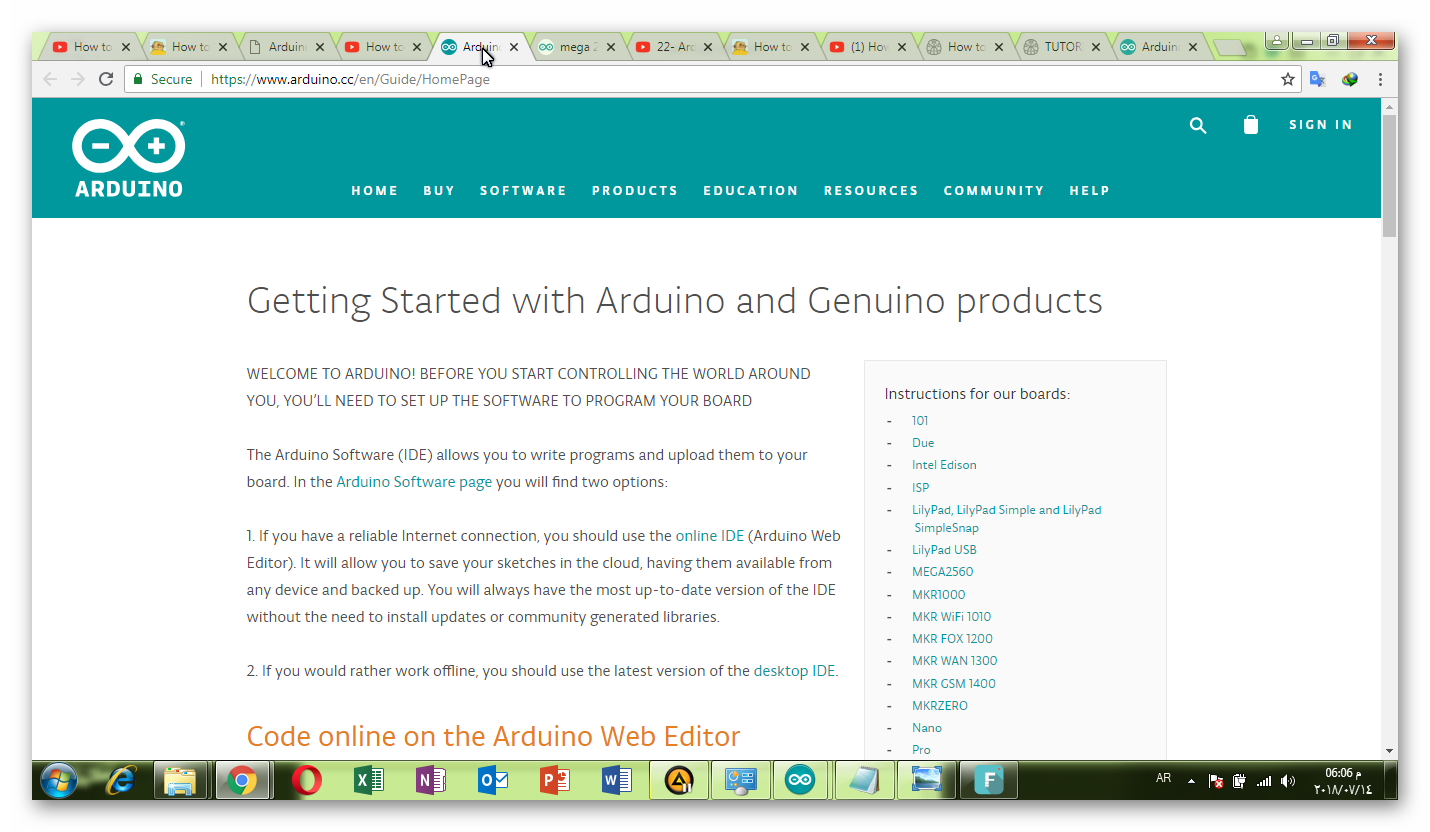 How to
How to
Arduin
How to
Arduin
mega 2
22- Ard
How to
(1) How
How to
TUTOR
Arduin
Secure
https://www.arduino.cc/en/Guide/HomePage
SIGN IN
ARDUINO
HOME BUY SOFTWARE PRODUCTS EDUCATION RESOURCES COMMUNITY HELP
Getting Started with Arduino and Genuino products
WELCOME TO ARDUINO! BEFORE YOU START CONTROLLING THE WORLD AROUND
YOU, YOU’LL NEED TO SET UP THE SOFTWARE TO PROGRAM YOUR BOARD
The Arduino Software (IDE) allows you to write programs and upload them to your
board. In the Arduino Software page you will find two options:
1. If you have a reliable Internet connection, you should use the online IDE (Arduino Web
Editor). It will allow you to save your sketches in the cloud, having them available from
any device and backed up. You will always have the most up-to-date version of the IDE
without the need to install updates or community generated libraries.
2. If you would rather work offline, you should use the latest version of the desktop IDE.
Code online on the Arduino Web Editor
Instructions for our boards:
- 101
- Due
- Intel Edison
- ISP
- LilyPad, LilyPad Simple and LilyPad
SimpleSnap
- LilyPad USB
- MEGA2560
- MKR1000
- MKR WiFi 1010
- MKR FOX 1200
- MKR WAN 1300
- MKR GSM 1400
- MKRZERO
- Nano
- Pro
AR
06:06 م
٢٠١٨/٠٧/١٤